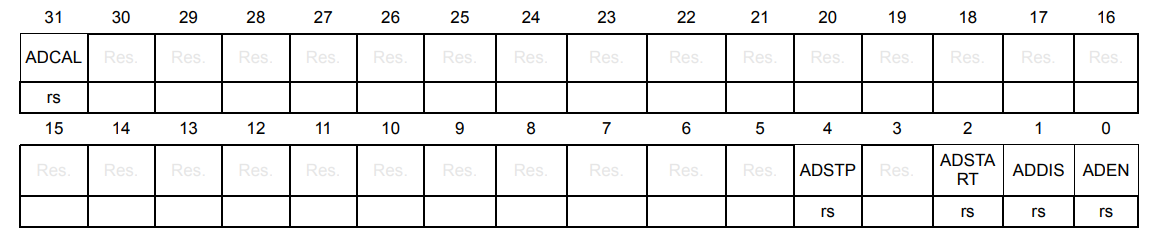 31 30 29 28 27 26 25 24 23 22 21 20 19 18 17 16
ADCAL Res. Res. Res. Res. Res. Res. Res. Res. Res. Res. Res. Res. Res. Res. Res.
rs
15 14 13 12 11 10 9 8 7 6 5 4 3 2 1 0
Res. Res. Res. Res. Res. Res. Res. Res. Res. Res. Res. ADSTP Res. ADSTA RT ADDIS ADEN
rs rs rs rs